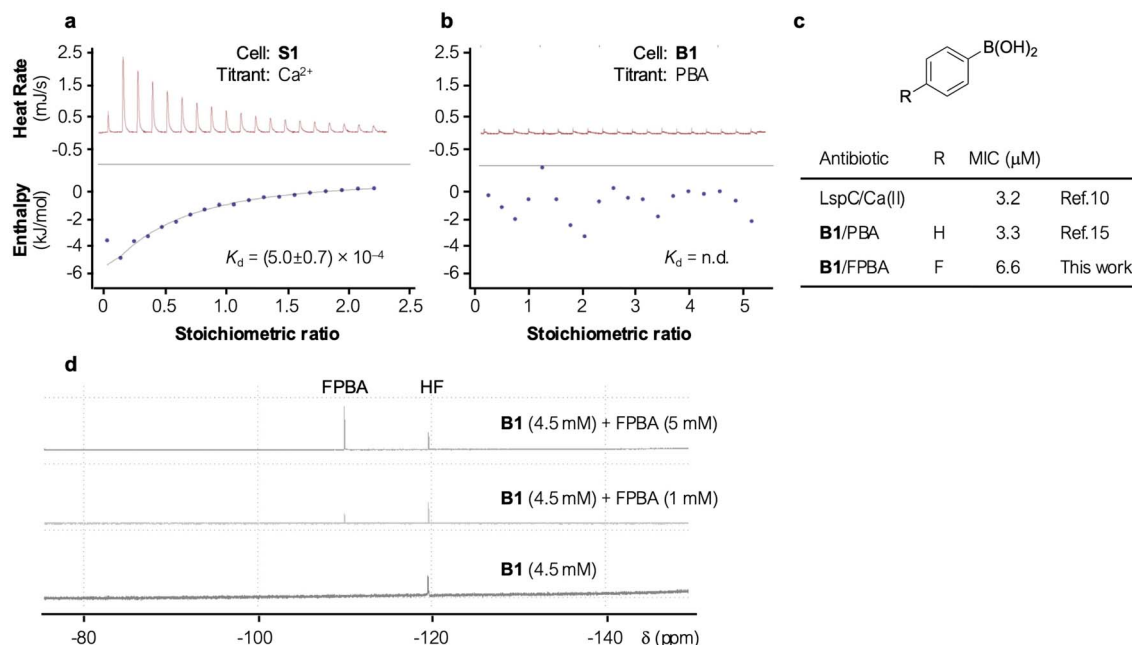 a
Cell: S1
Titrant: Ca²⁺
Heat Rate
(mJ/s)
2.5
1.5
0.5
-0.5
Enthalpy
(kJ/mol)
0
-2
-4
-6
K_d = (5.0±0.7) × 10⁻⁴
0 0.5 1.0 1.5 2.0 2.5
Stoichiometric ratio
b
Cell: B1
Titrant: PBA
2.5
1.5
0.5
-0.5
0
-2
-4
-6
K_d = n.d.
0 1 2 3 4 5
Stoichiometric ratio
c
B(OH)₂
R
Antibiotic R MIC (μM)
LspC/Ca(II) 3.2 Ref.10
B1/PBA H 3.3 Ref.15
B1/FPBA F 6.6 This work
d
FPBA HF
B1 (4.5 mM) + FPBA (5 mM)
B1 (4.5 mM) + FPBA (1 mM)
B1 (4.5 mM)
-80 -100 -120 -140 δ (ppm)